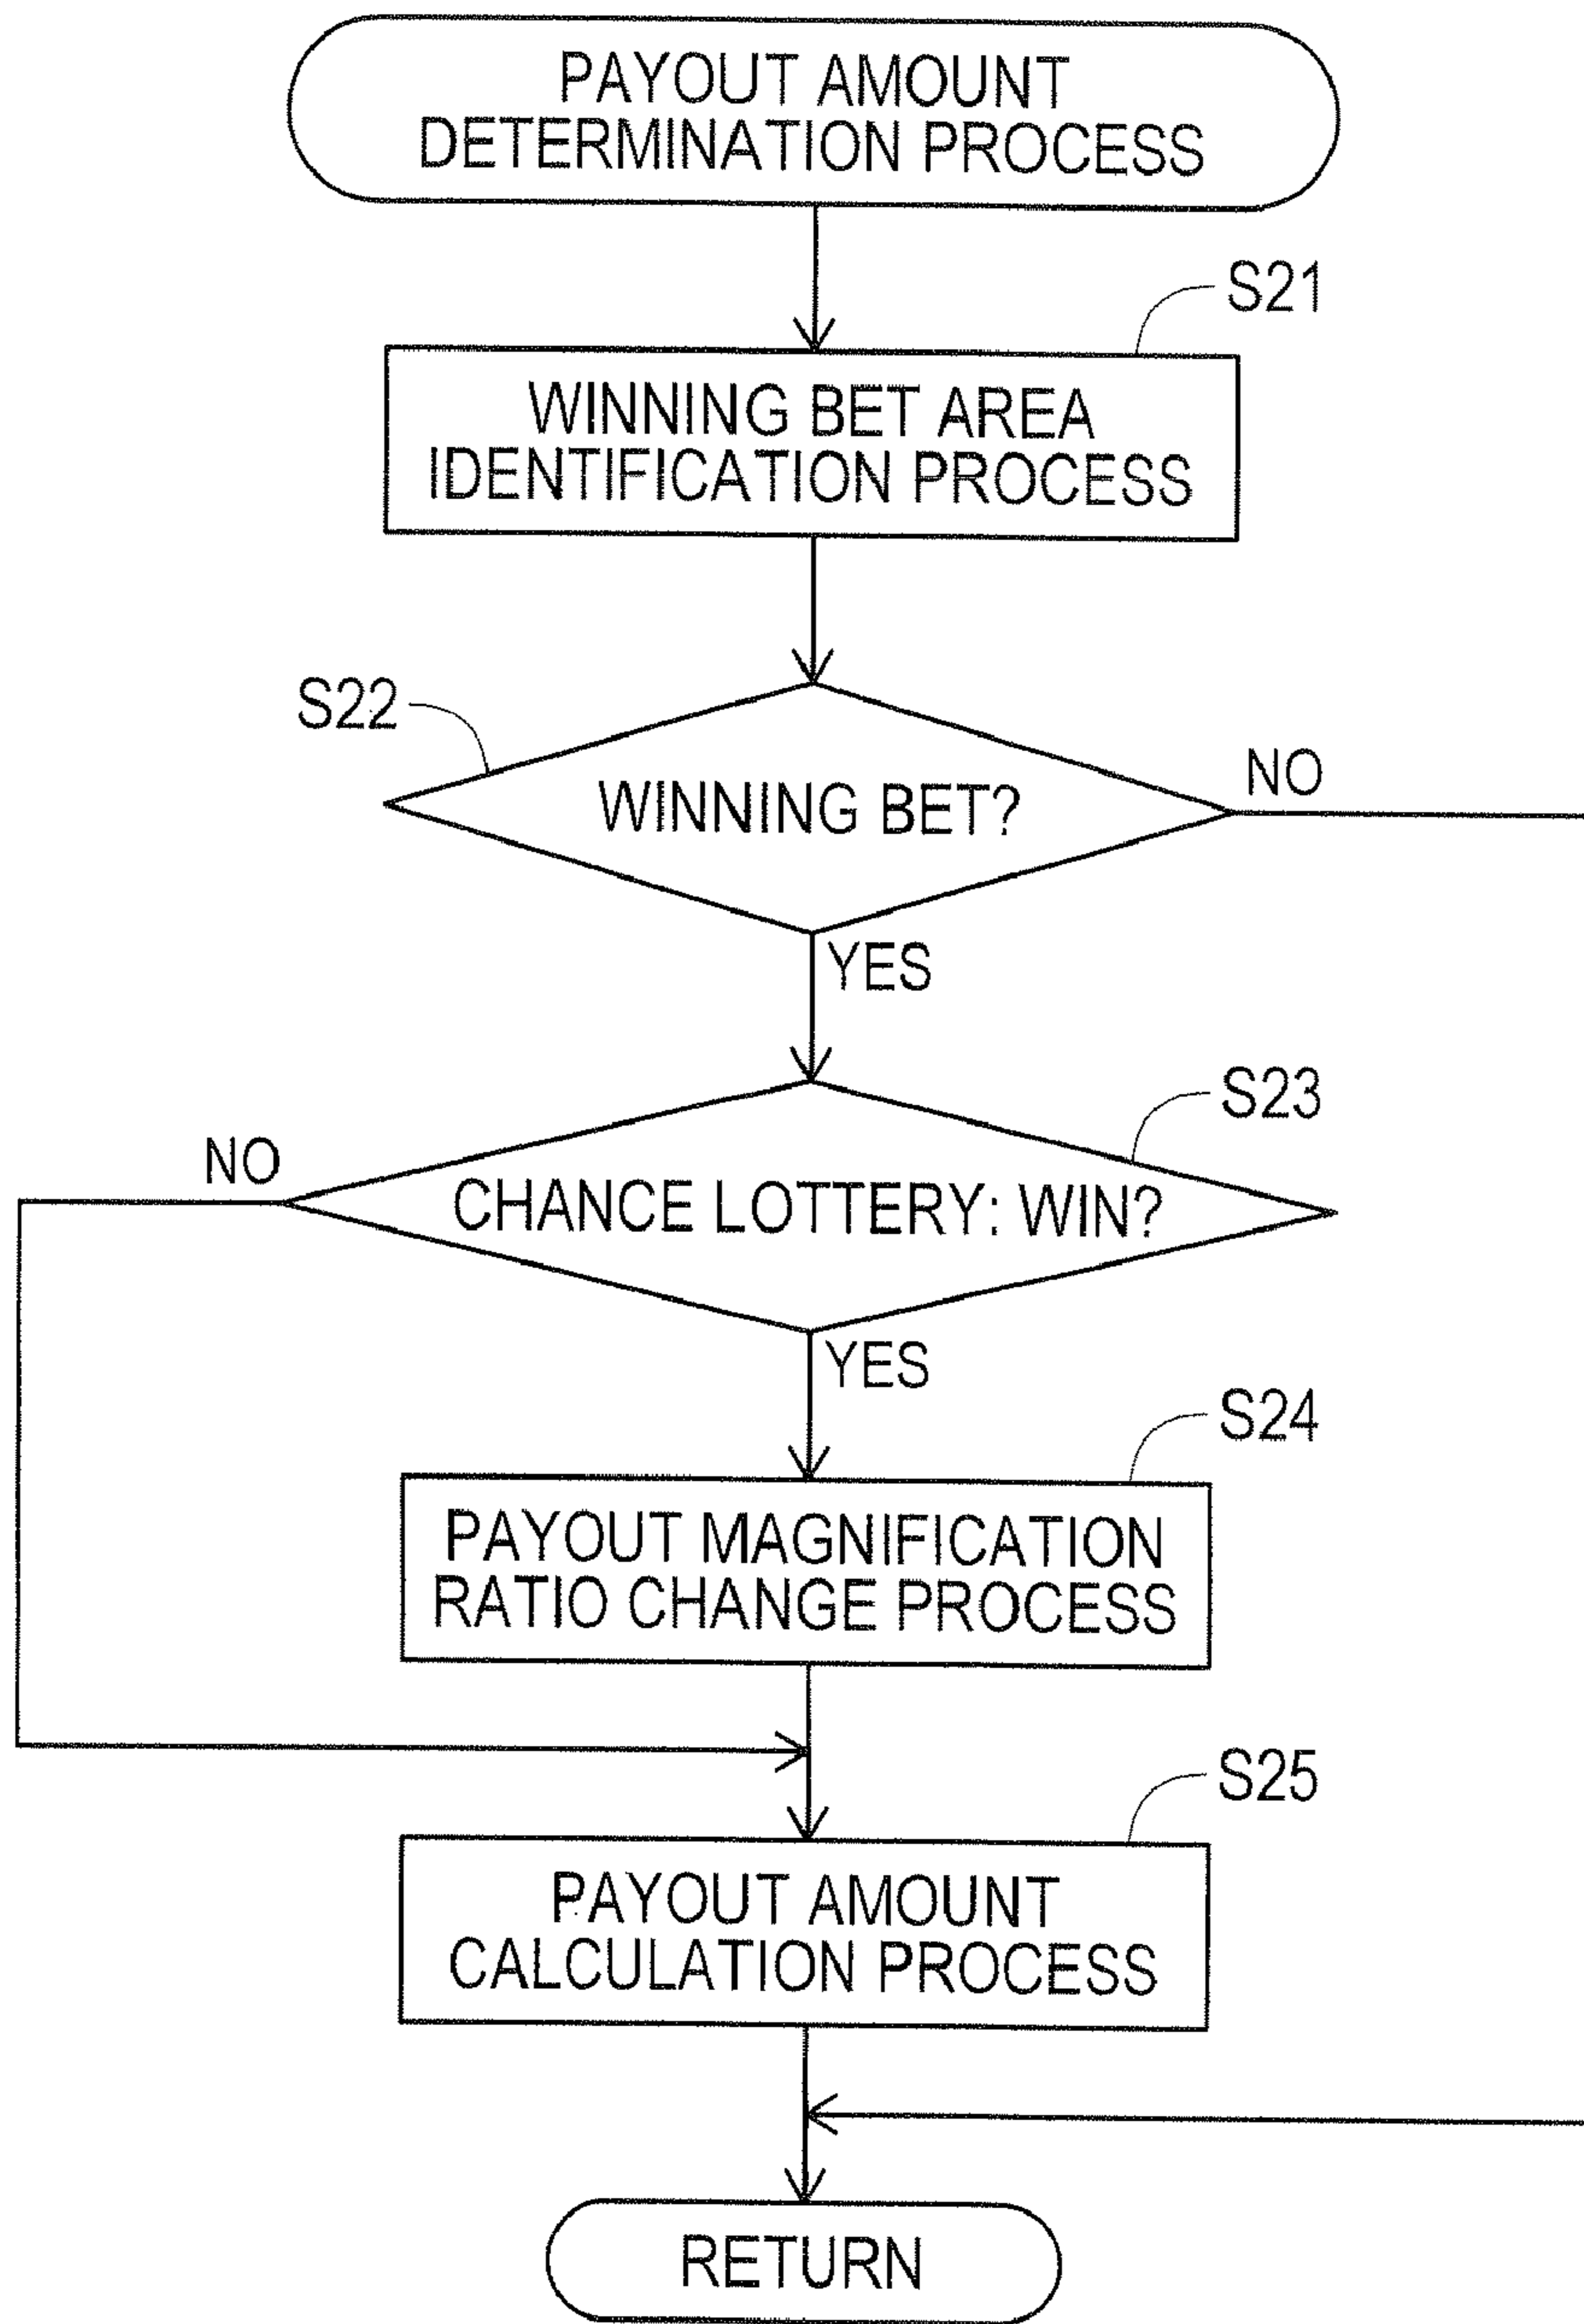 PAYOUT AMOUNT
DETERMINATION PROCESS
S21
WINNING BET AREA
IDENTIFICATION PROCESS
S22
WINNING BET?
NO
YES
S23
NO
CHANCE LOTTERY: WIN?
YES
S24
PAYOUT MAGNIFICATION
RATIO CHANGE PROCESS
S25
PAYOUT AMOUNT
CALCULATION PROCESS
RETURN